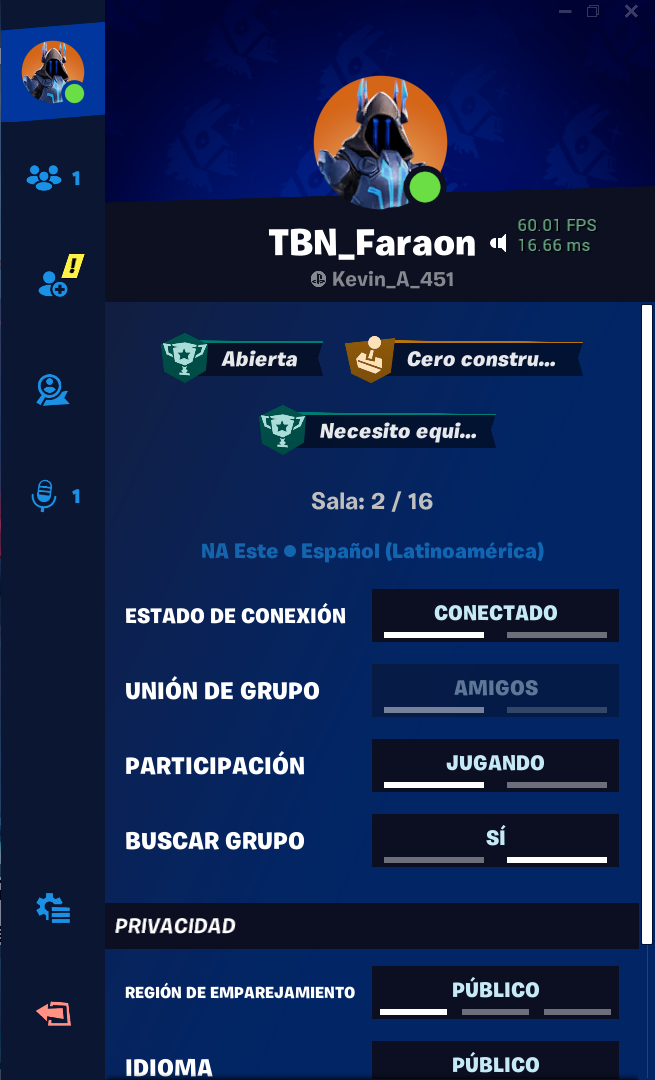 1
1
TBN_Faraon
60.01 FPS
16.66 ms
Kevin_A_451
Abierta
Cero constru...
Necesito equi...
Sala: 2 / 16
NA Este ● Español (Latinoamérica)
ESTADO DE CONEXIÓN
CONECTADO
UNIÓN DE GRUPO
AMIGOS
PARTICIPACIÓN
JUGANDO
BUSCAR GRUPO
SÍ
PRIVACIDAD
REGIÓN DE EMPAREJAMIENTO
PÚBLICO
IDIOMA
PÚBLICO